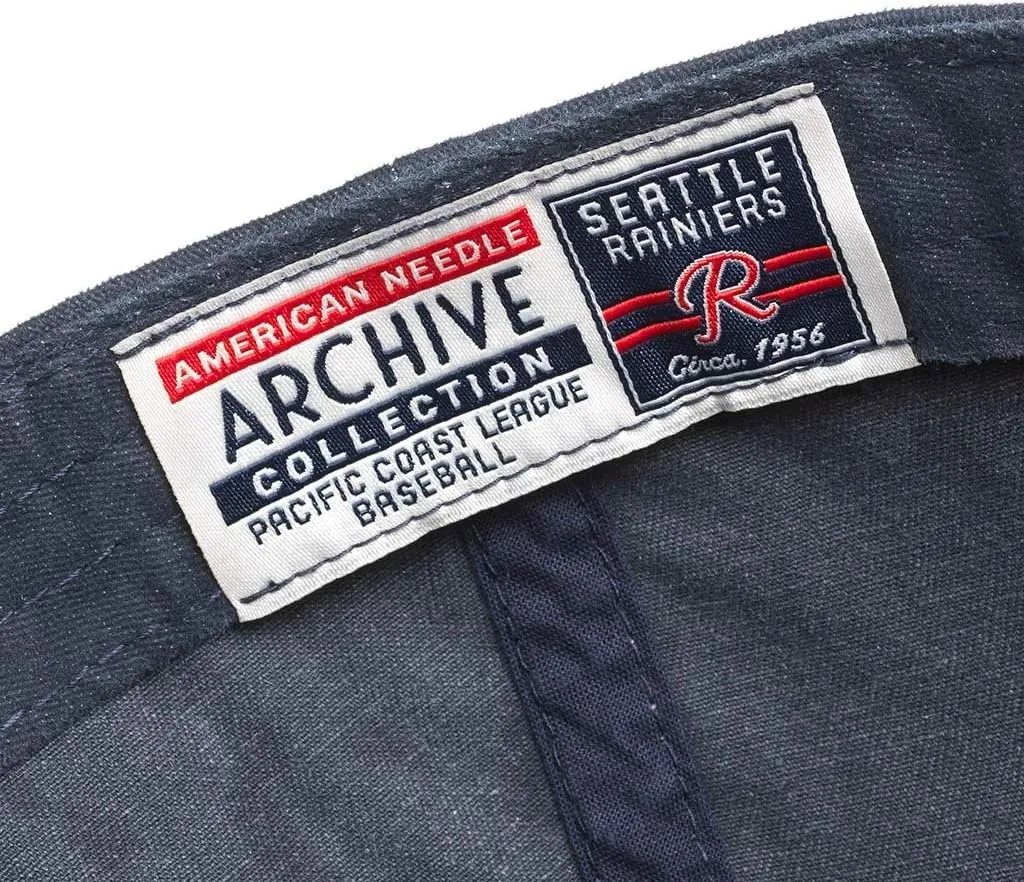 AMERICAN NEEDLE
ARCHIVE
COLLECTION
PACIFIC COAST LEAGUE
BASEBALL
SEATTLE
RAINIERS
R
Circa. 1956